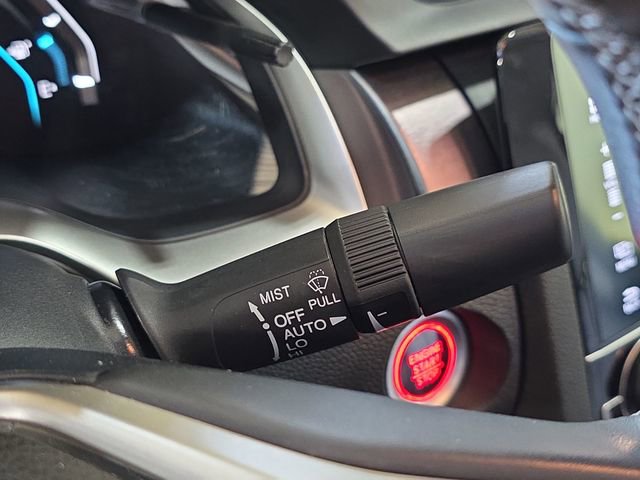 MIST
PULL
OFF
AUTO
LO
HI
ENGINE
START
STOP